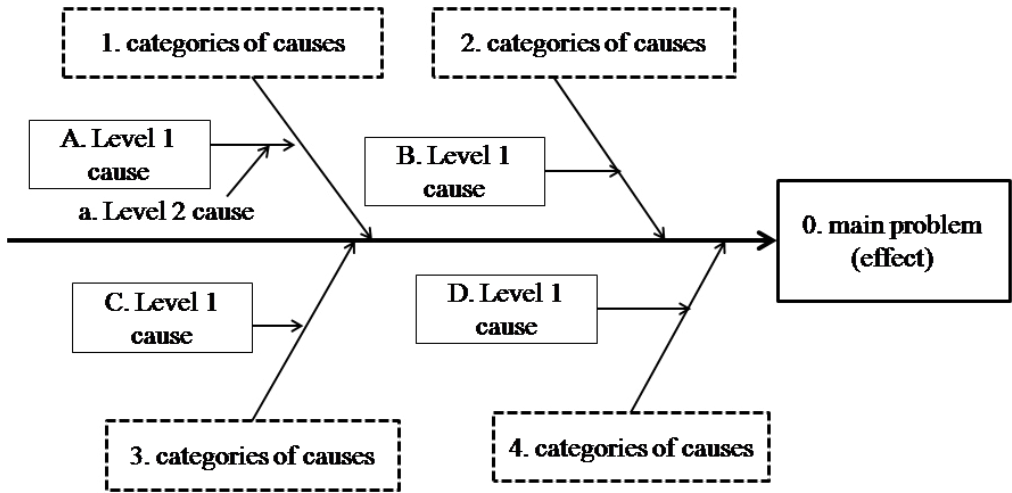 1. categories of causes
2. categories of causes
A. Level 1
cause
B. Level 1
cause
a. Level 2 cause
0. main problem
(effect)
C. Level 1
cause
D. Level 1
cause
3. categories of causes
4. categories of causes